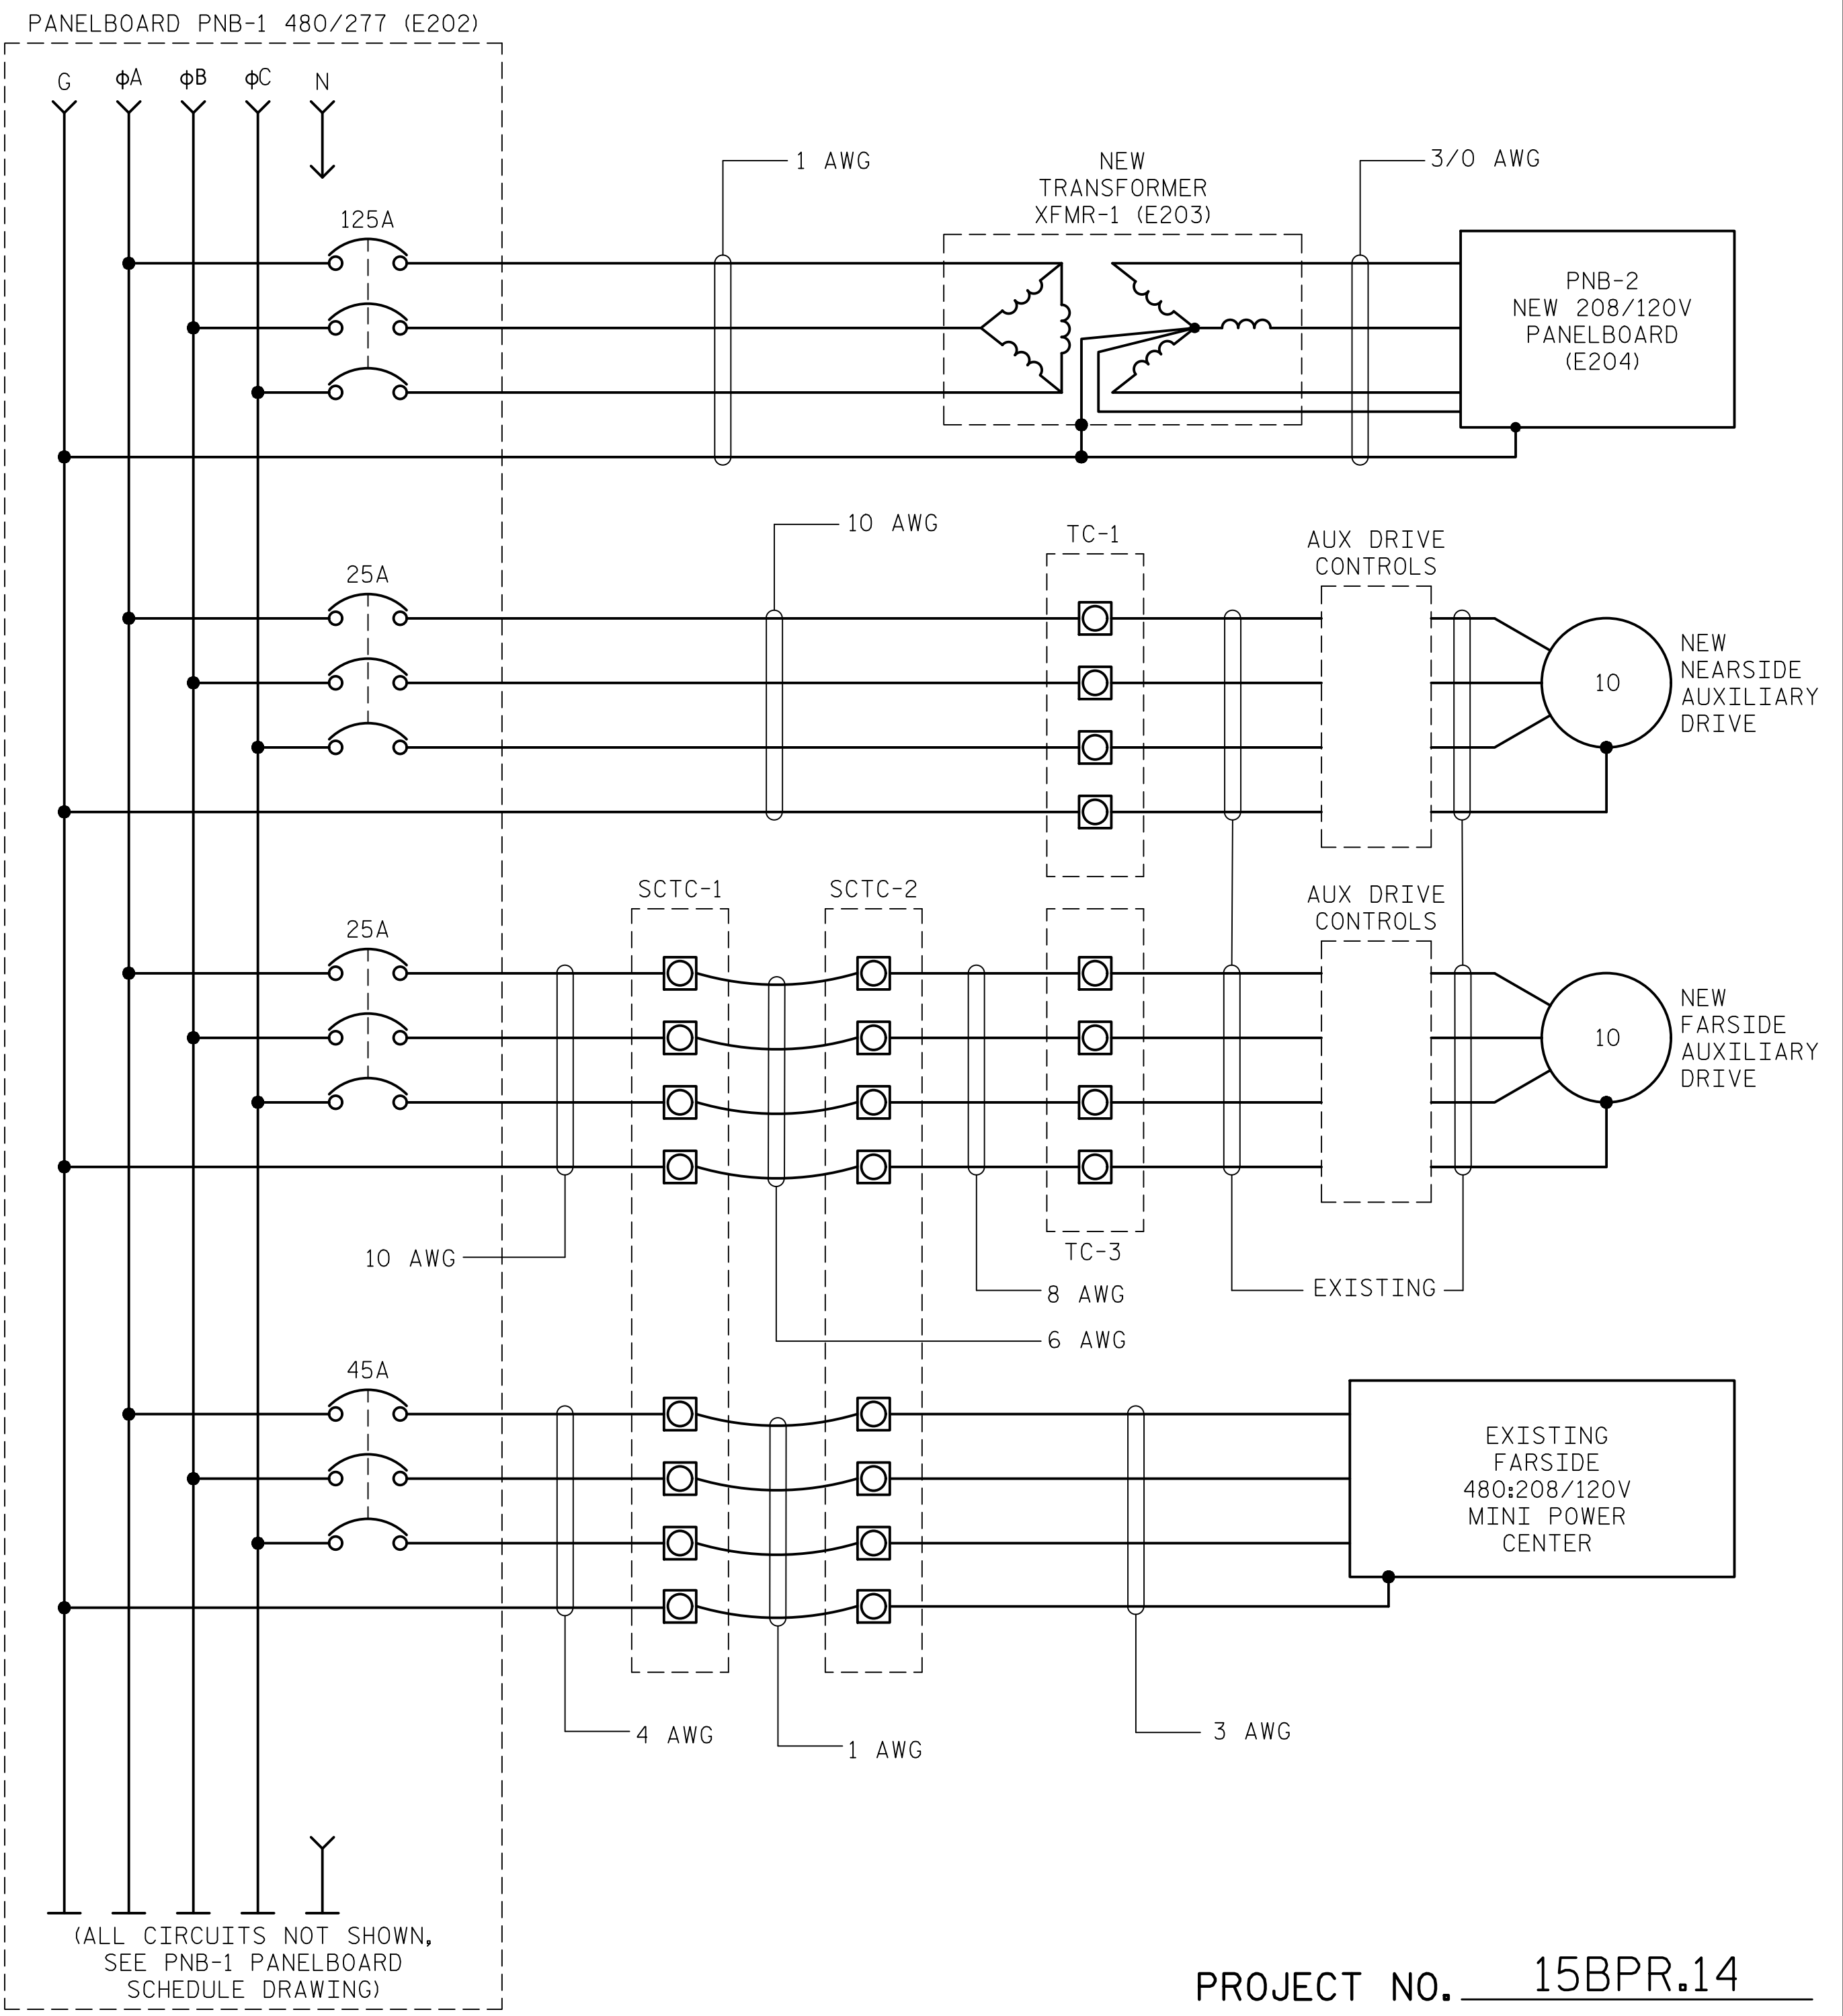 PANELBOARD PNB-1 480/277 (E202)
G ϕA ϕB ϕC N
1 AWG
NEW
TRANSFORMER
XFMR-1 (E203)
3/0 AWG
125A
PNB-2
NEW 208/120V
PANELBOARD
(E204)
10 AWG
TC-1
AUX DRIVE
CONTROLS
25A
10
NEW
NEARSIDE
AUXILIARY
DRIVE
SCTC-1
SCTC-2
AUX DRIVE
CONTROLS
25A
10
NEW
FARSIDE
AUXILIARY
DRIVE
10 AWG
TC-3
8 AWG
EXISTING
6 AWG
45A
EXISTING
FARSIDE
480:208/120V
MINI POWER
CENTER
4 AWG
1 AWG
3 AWG
(ALL CIRCUITS NOT SHOWN,
SEE PNB-1 PANELBOARD
SCHEDULE DRAWING)
PROJECT NO. 15BPR.14